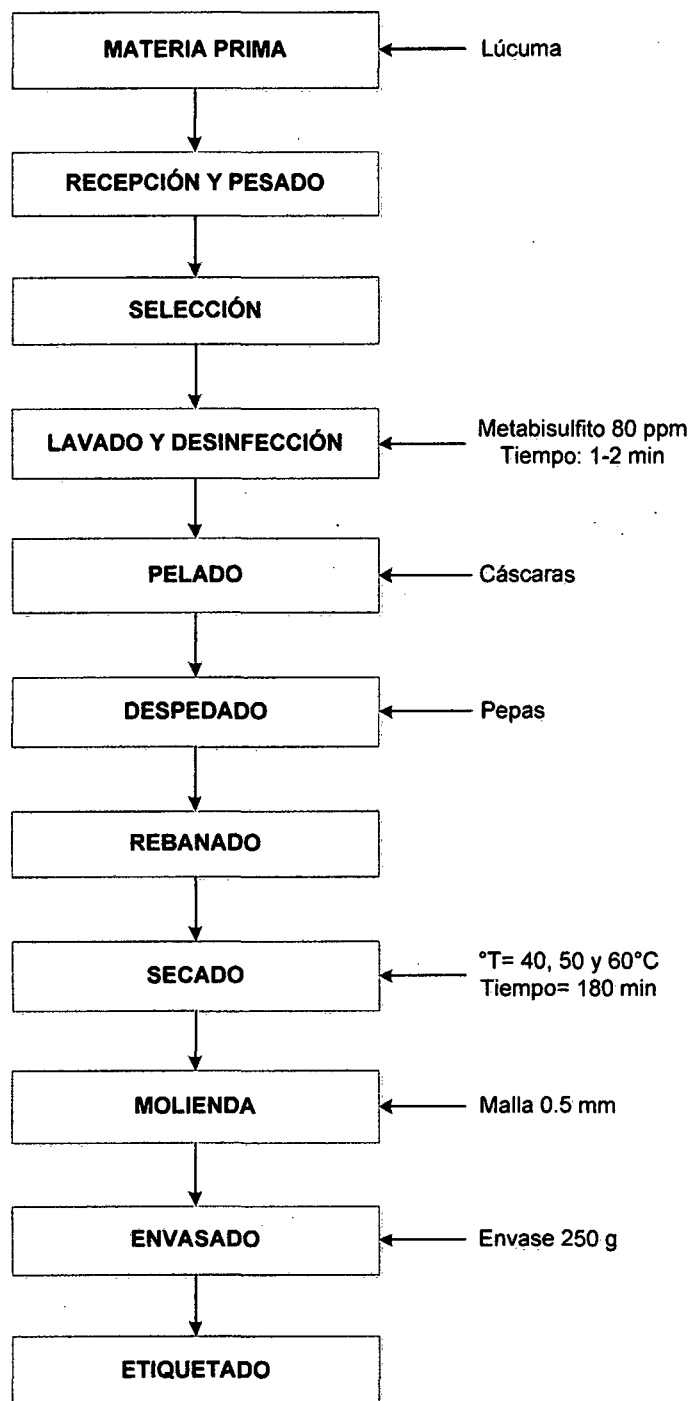 MATERIA PRIMA
Lúcuma
RECEPCIÓN Y PESADO
SELECCIÓN
LAVADO Y DESINFECCIÓN
Metabisulfito 80 ppm
Tiempo: 1-2 min
PELADO
Cáscaras
DESPEDADO
Pepas
REBANADO
SECADO
°T= 40, 50 y 60°C
Tiempo= 180 min
MOLIENDA
Malla 0.5 mm
ENVASADO
Envase 250 g
ETIQUETADO